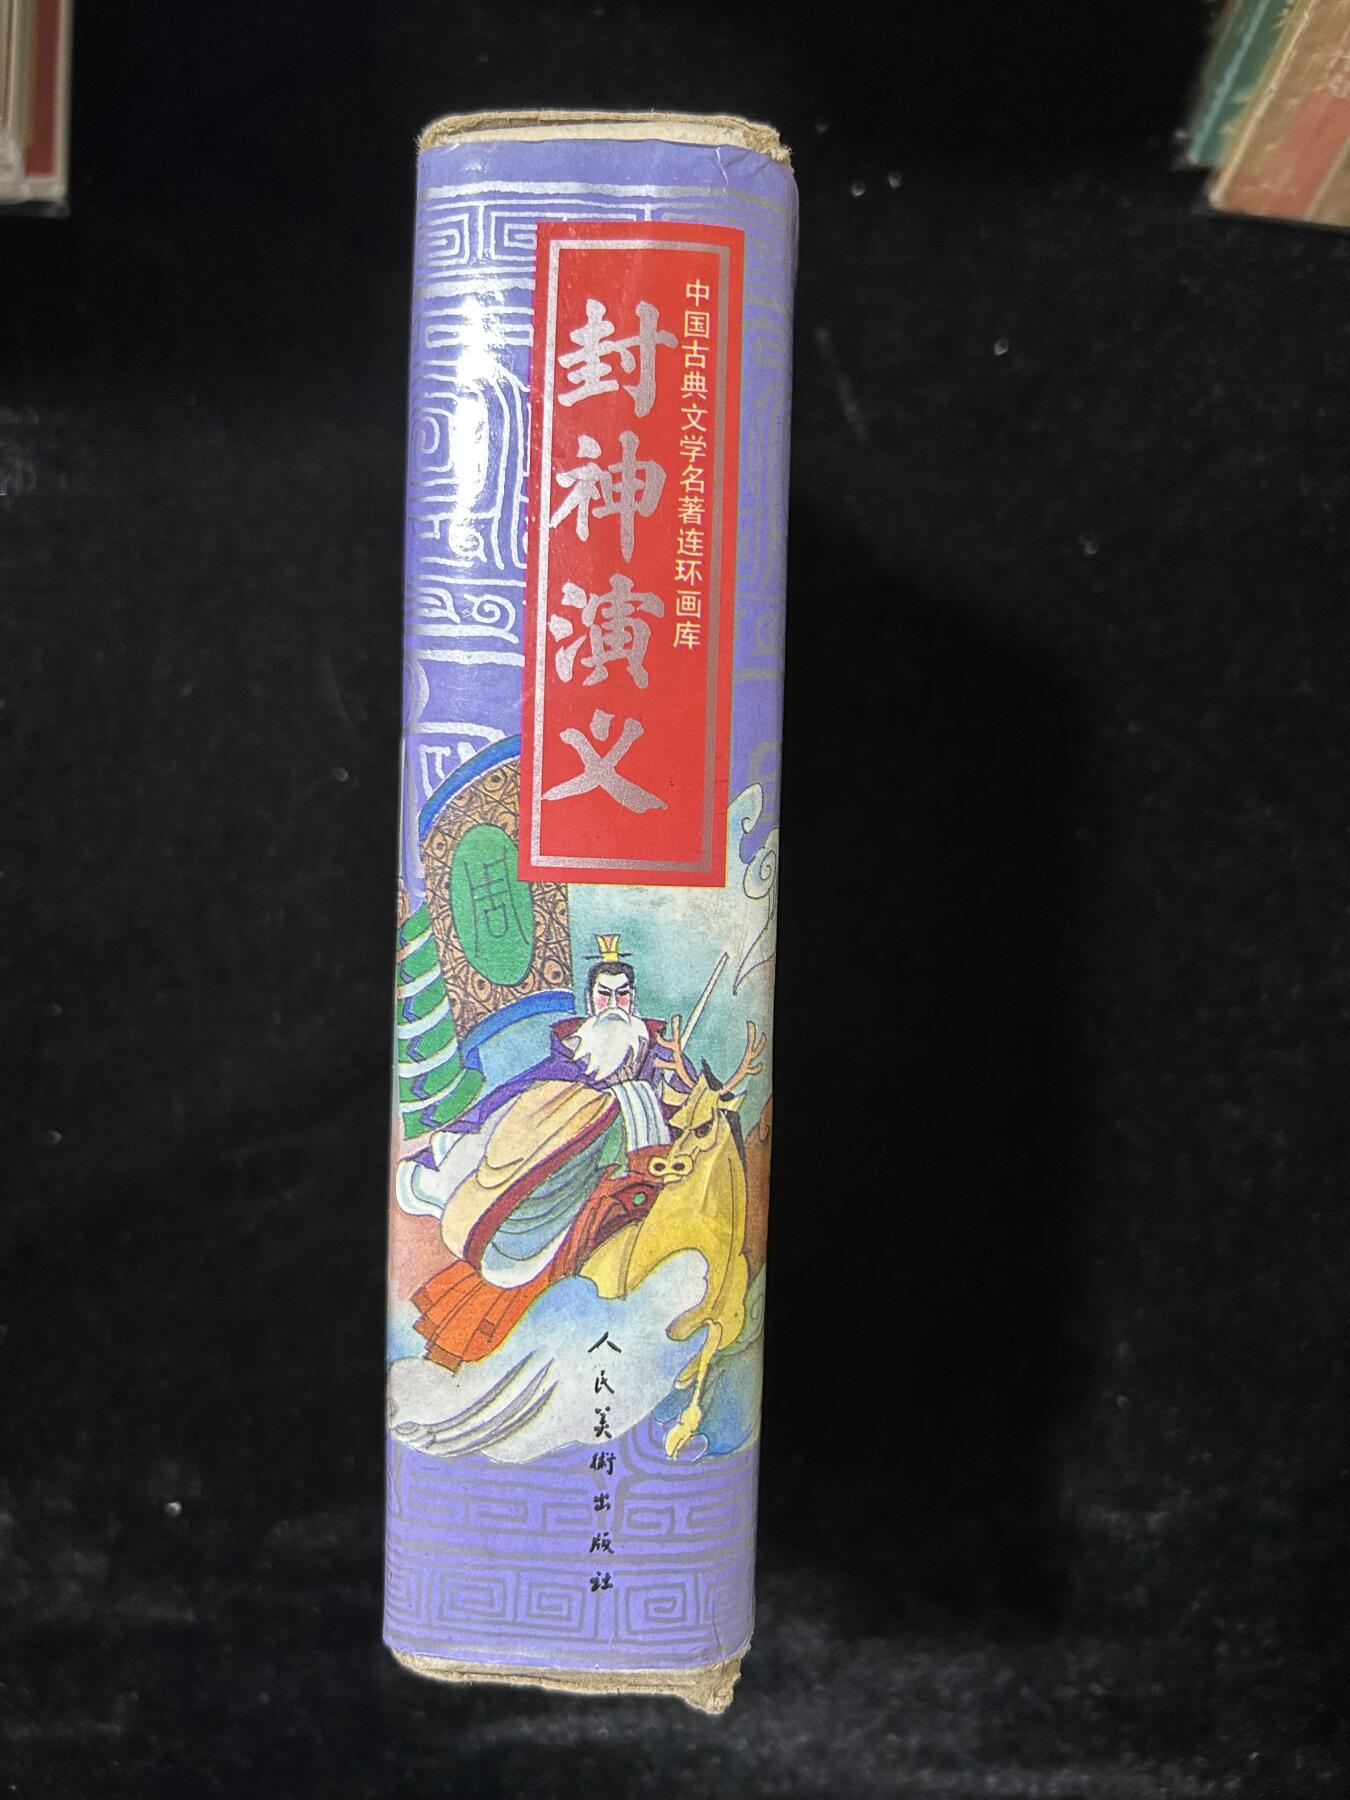 中国古典文学名著连环画库
封神演义
周
人民美術出版社